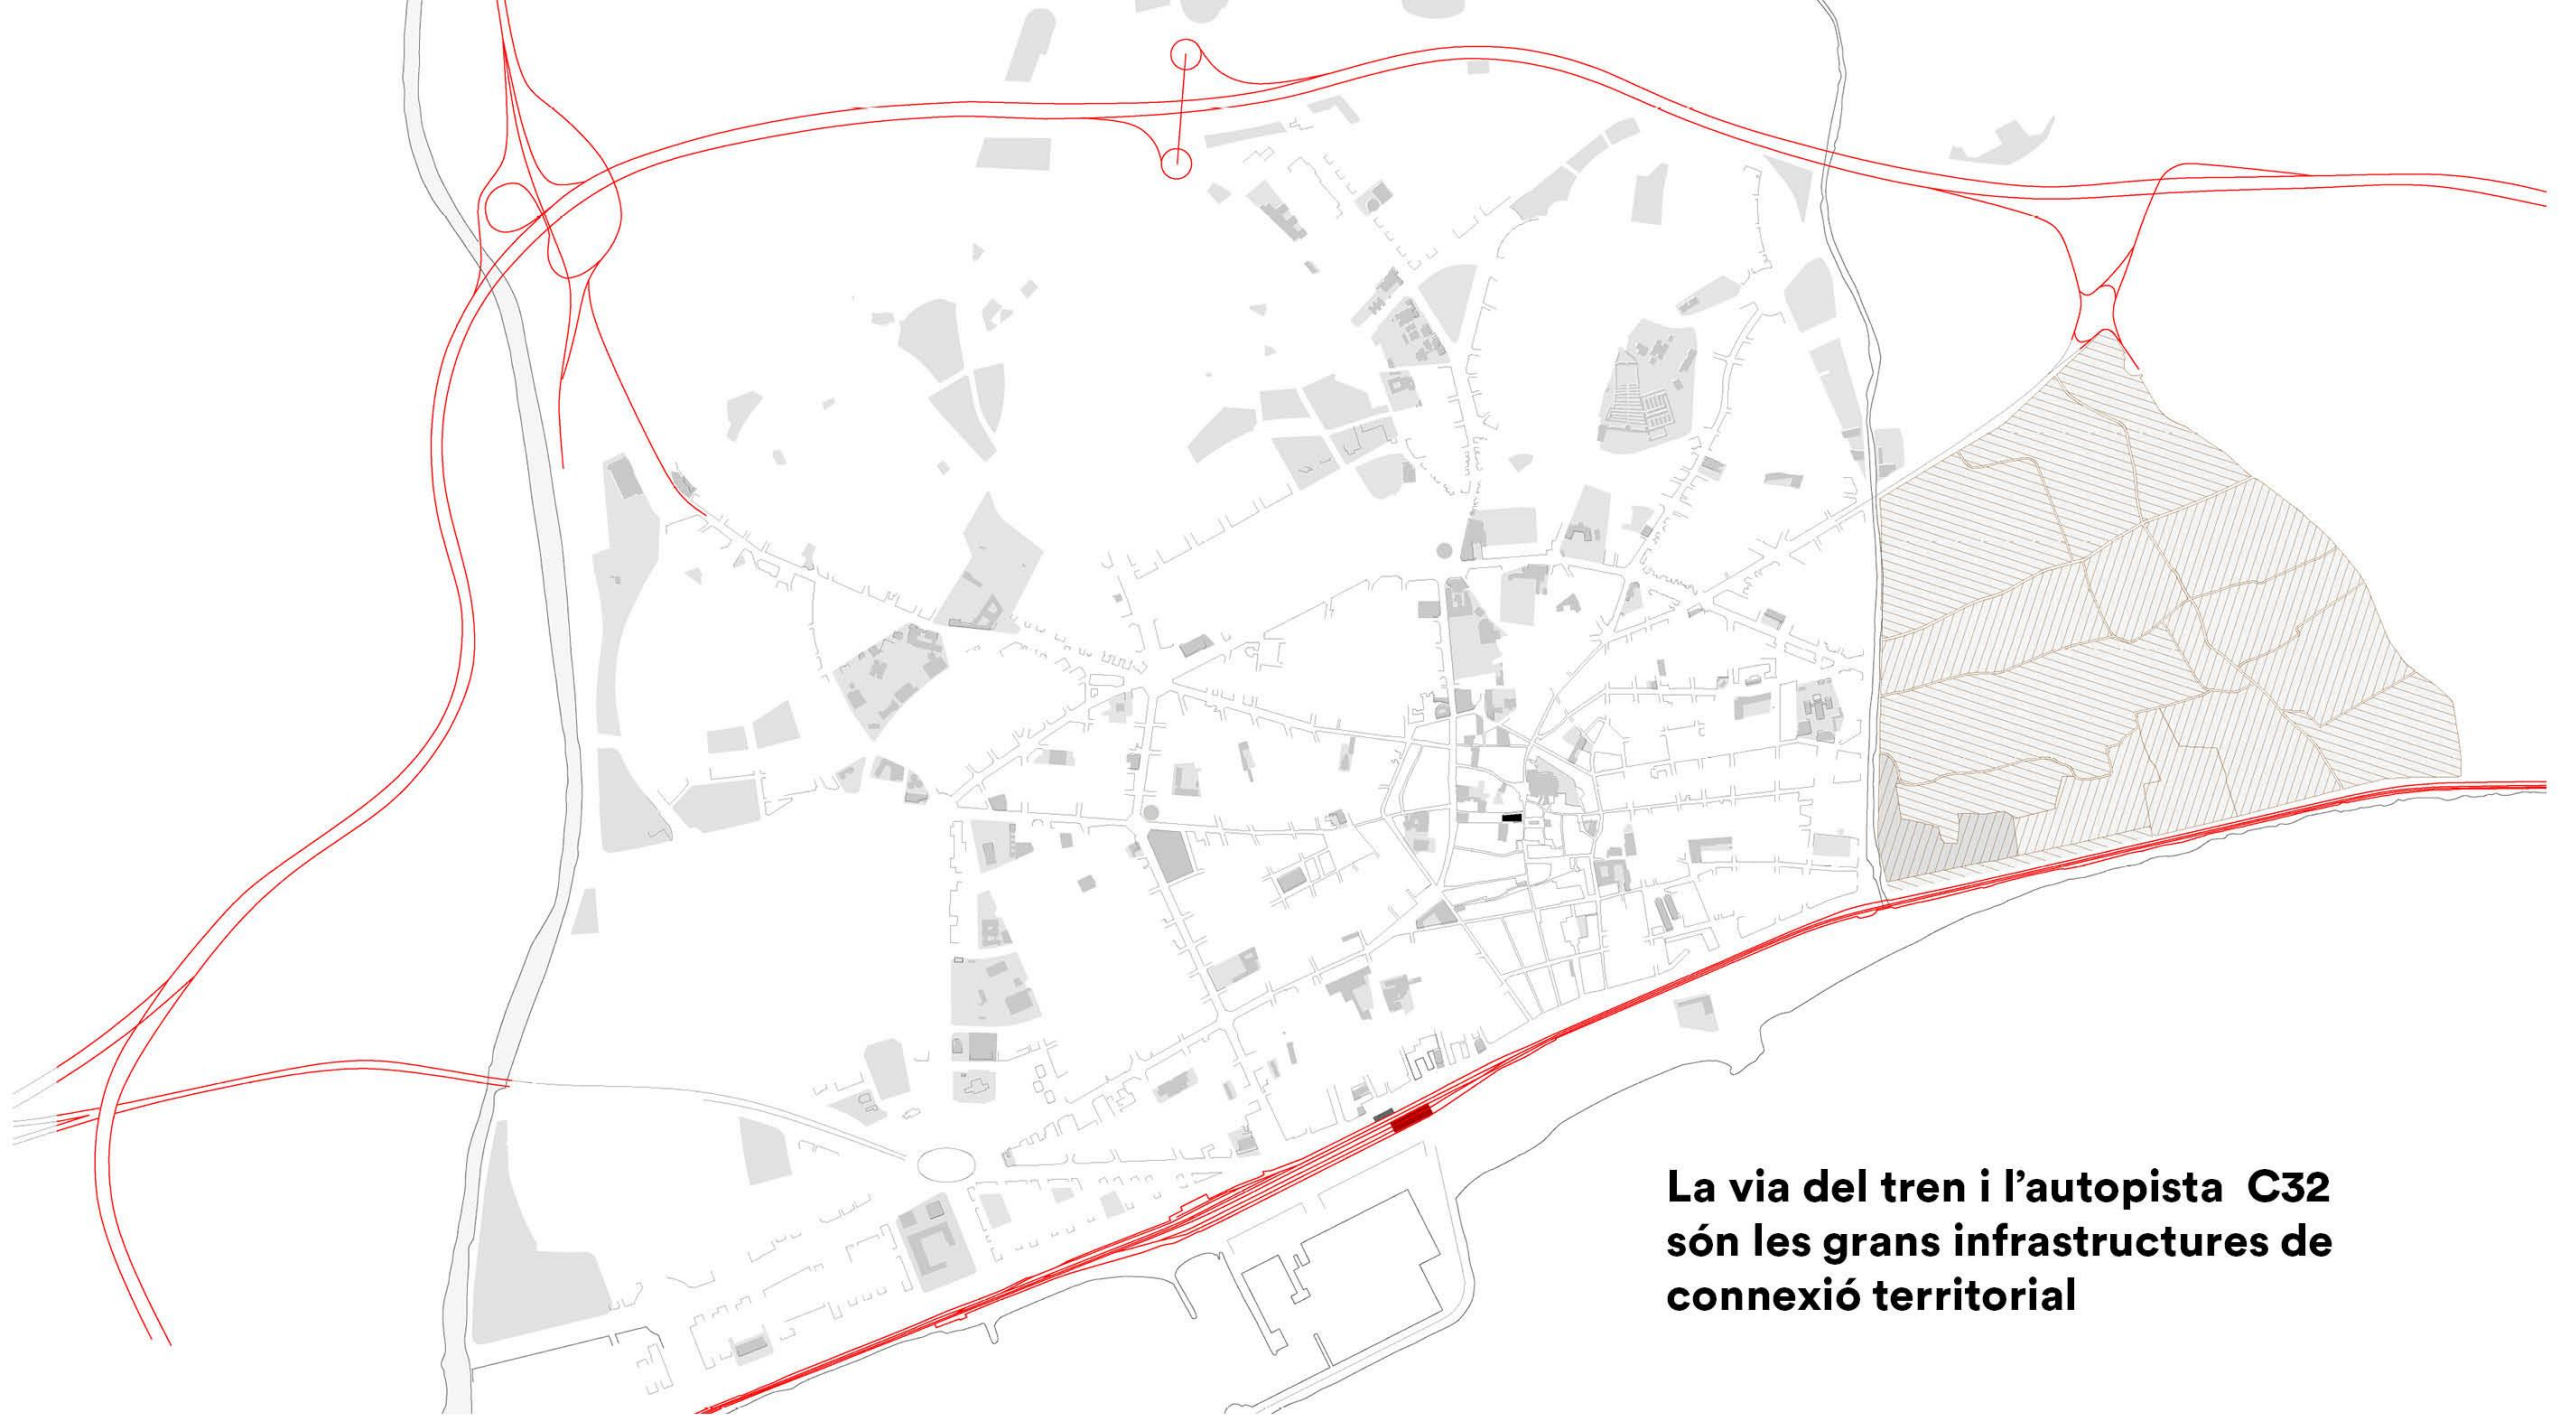 La via del tren i l’autopista  C32
són les grans infrastructures de
connexió territorial